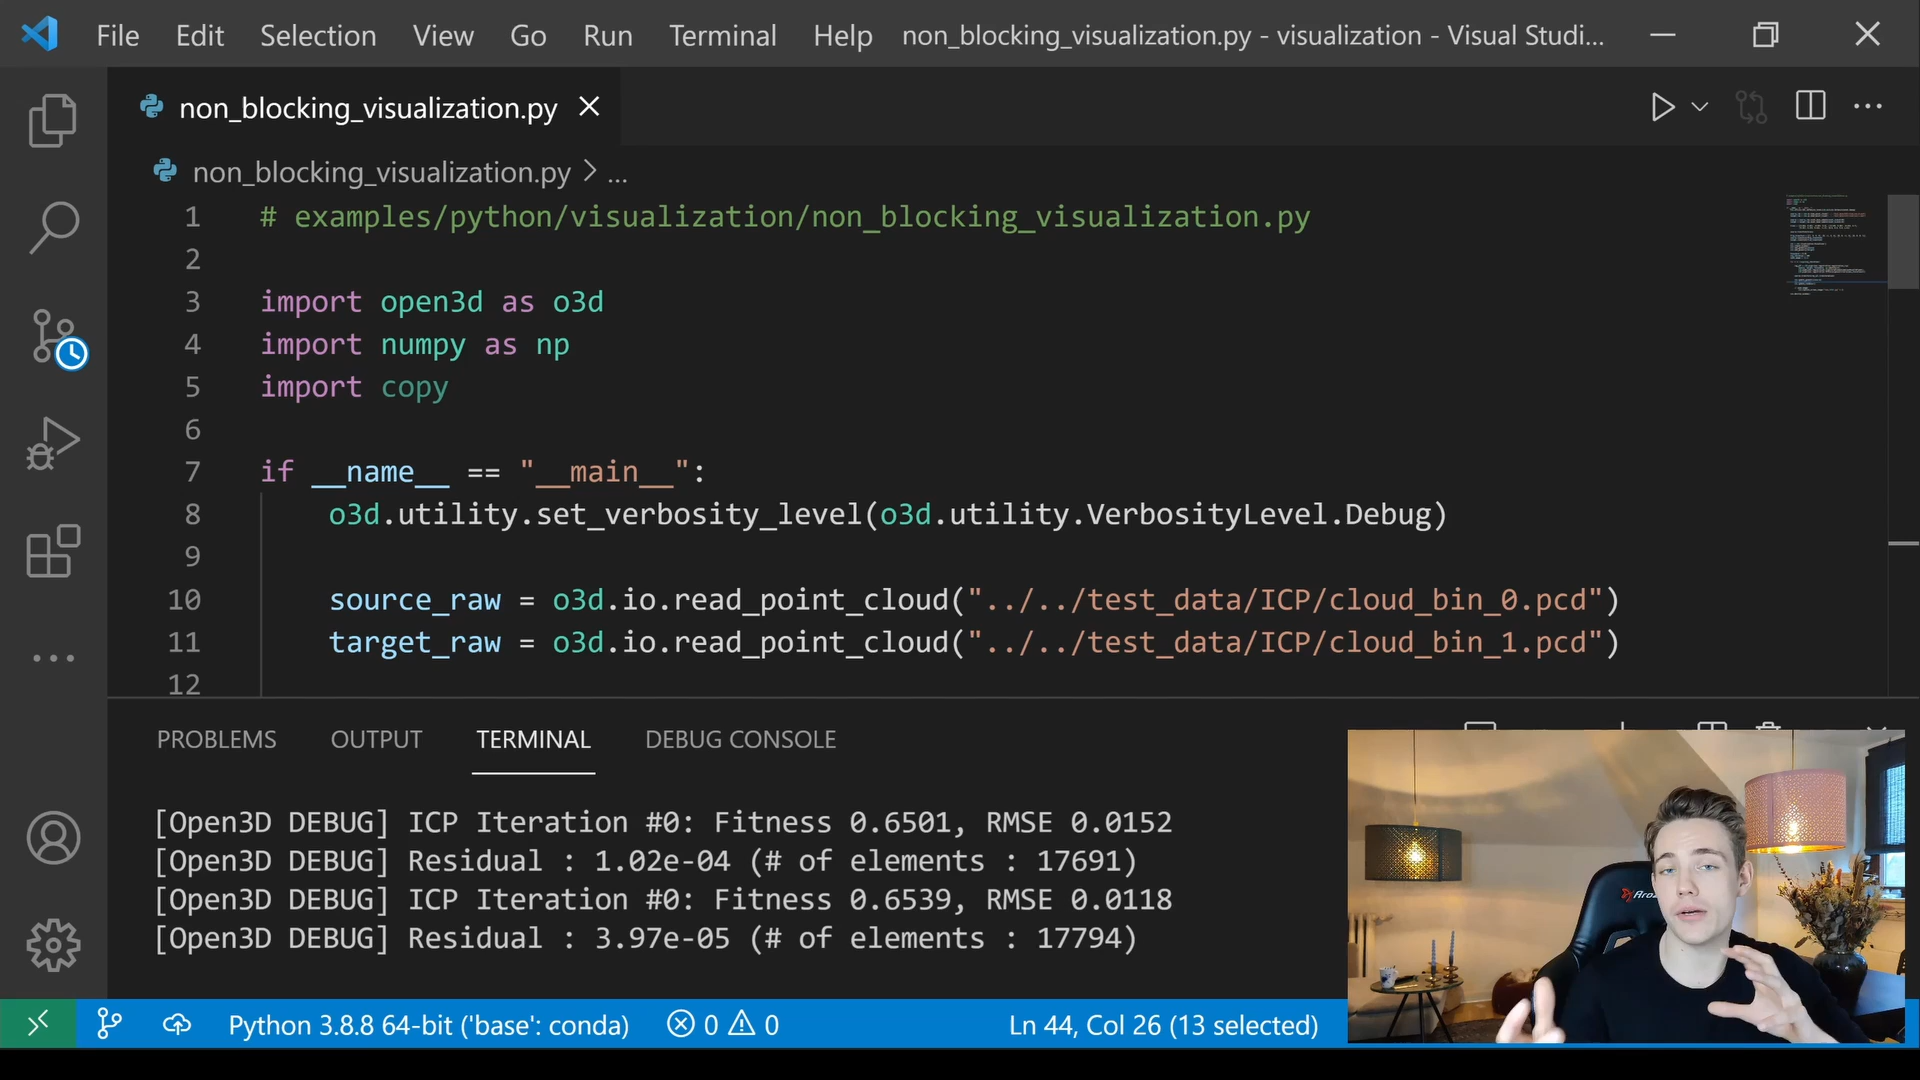 File Edit Selection View Go Run Terminal Help non_blocking_visualization.py - visualization - Visual Studi...
non_blocking_visualization.py
non_blocking_visualization.py > ...
1 # examples/python/visualization/non_blocking_visualization.py
2
3 import open3d as o3d
4 import numpy as np
5 import copy
6
7 if __name__ == "__main__":
8 o3d.utility.set_verbosity_level(o3d.utility.VerbosityLevel.Debug)
9
10 source_raw = o3d.io.read_point_cloud("../../test_data/ICP/cloud_bin_0.pcd")
11 target_raw = o3d.io.read_point_cloud("../../test_data/ICP/cloud_bin_1.pcd")
12
PROBLEMS OUTPUT TERMINAL DEBUG CONSOLE
[Open3D DEBUG] ICP Iteration #0: Fitness 0.6501, RMSE 0.0152
[Open3D DEBUG] Residual : 1.02e-04 (# of elements : 17691)
[Open3D DEBUG] ICP Iteration #0: Fitness 0.6539, RMSE 0.0118
[Open3D DEBUG] Residual : 3.97e-05 (# of elements : 17794)
Python 3.8.8 64-bit ('base': conda) 0 0 Ln 44, Col 26 (13 selected)